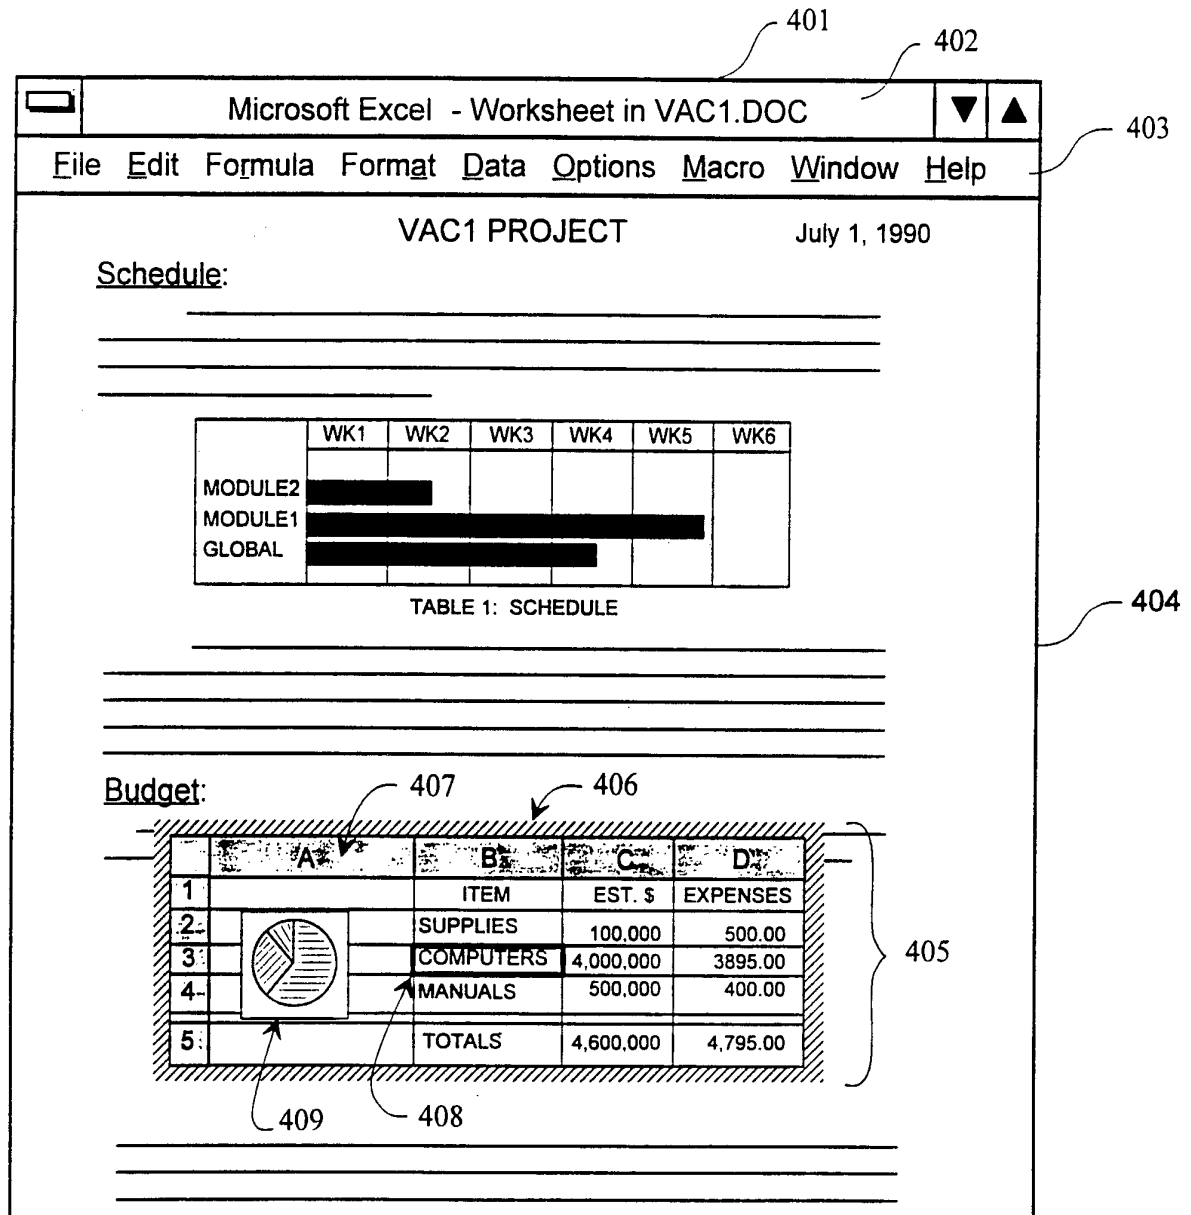 401
402
Microsoft Excel - Worksheet in VAC1.DOC
403
File Edit Formula Format Data Options Macro Window Help
VAC1 PROJECT July 1, 1990
Schedule:
WK1 WK2 WK3 WK4 WK5 WK6
MODULE2
MODULE1
GLOBAL
TABLE 1: SCHEDULE
404
Budget:
407 406
A B C D
1 ITEM EST. $ EXPENSES
2 SUPPLIES 100,000 500.00
3 COMPUTERS 4,000,000 3895.00
4 MANUALS 500,000 400.00
5 TOTALS 4,600,000 4,795.00
405
409 408